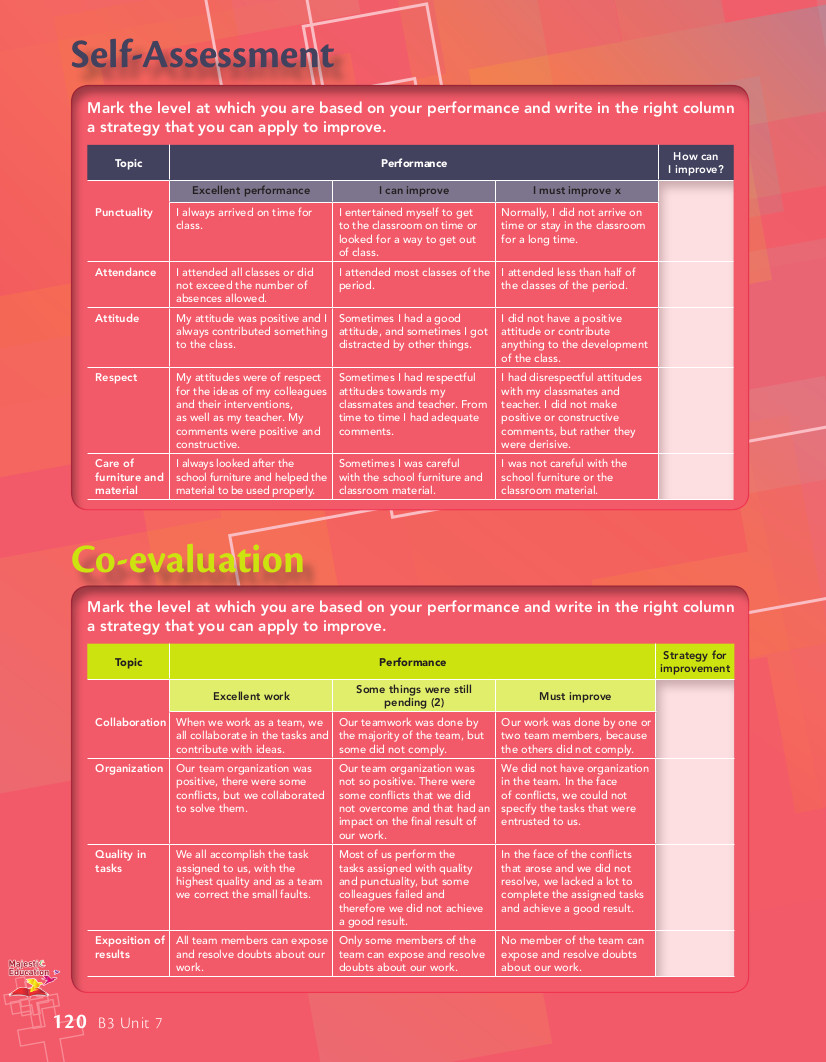 Self-Assessment
Mark the level at which you are based on your performance and write in the right column
a strategy that you can apply to improve.
Topic
Performance
How can
I improve?
Excellent performance
I can improve
I must improve x
Punctuality
I always arrived on time for
class.
I entertained myself to get
to the classroom on time or
looked for a way to get out
of class.
Normally, I did not arrive on
time or stay in the classroom
for a long time.
Attendance
I attended all classes or did
not exceed the number of
absences allowed.
I attended most classes of the
period.
I attended less than half of
the classes of the period.
Attitude
My attitude was positive and I
always contributed something
to the class.
Sometimes I had a good
attitude, and sometimes I got
distracted by other things.
I did not have a positive
attitude or contribute
anything to the development
of the class.
Respect
My attitudes were of respect
for the ideas of my colleagues
and their interventions,
as well as my teacher. My
comments were positive and
constructive.
Sometimes I had respectful
attitudes towards my
classmates and teacher. From
time to time I had adequate
comments.
I had disrespectful attitudes
with my classmates and
teacher. I did not make
positive or constructive
comments, but rather they
were derisive.
Care of
furniture and
material
I always looked after the
school furniture and helped the
material to be used properly.
Sometimes I was careful
with the school furniture and
classroom material.
I was not careful with the
school furniture or the
classroom material.
Co-evaluation
Mark the level at which you are based on your performance and write in the right column
a strategy that you can apply to improve.
Topic
Performance
Strategy for
improvement
Excellent work
Some things were still
pending (2)
Must improve
Collaboration
When we work as a team, we
all collaborate in the tasks and
contribute with ideas.
Our teamwork was done by
the majority of the team, but
some did not comply.
Our work was done by one or
two team members, because
the others did not comply.
Organization
Our team organization was
positive, there were some
conflicts, but we collaborated
to solve them.
Our team organization was
not so positive. There were
some conflicts that we did
not overcome and that had an
impact on the final result of
our work.
We did not have organization
in the team. In the face
of conflicts, we could not
specify the tasks that were
entrusted to us.
Quality in
tasks
We all accomplish the task
assigned to us, with the
highest quality and as a team
we correct the small faults.
Most of us perform the
tasks assigned with quality
and punctuality, but some
colleagues failed and
therefore we did not achieve
a good result.
In the face of the conflicts
that arose and we did not
resolve, we lacked a lot to
complete the assigned tasks
and achieve a good result.
Exposition of
results
All team members can expose
and resolve doubts about our
work.
Only some members of the
team can expose and resolve
doubts about our work.
No member of the team can
expose and resolve doubts
about our work.
Majestic
Education
120 B3 Unit 7